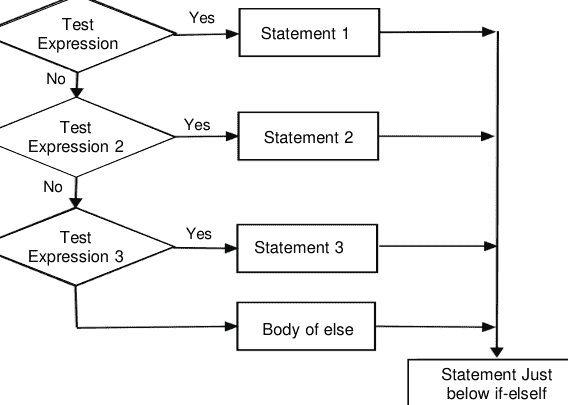 Test
Expression
Yes
Statement 1
No
Test
Expression 2
Yes
Statement 2
No
Test
Expression 3
Yes
Statement 3
Body of else
Statement Just
below if-elself